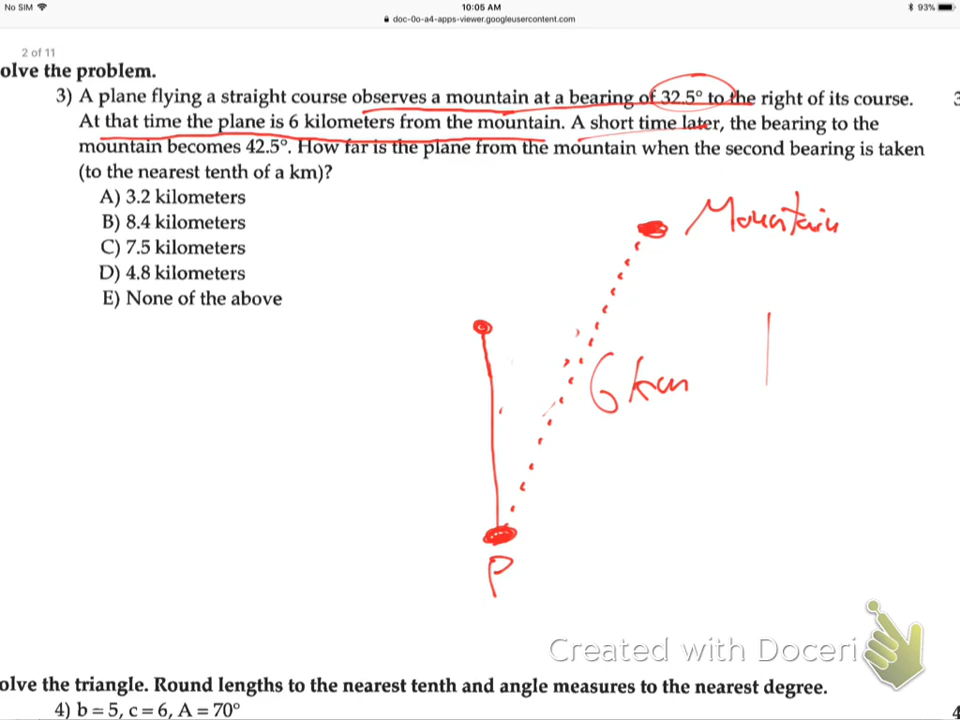 No SIM
10:05 AM
93%
doc-0o-a4-apps-viewer.googleusercontent.com
2 of 11
olve the problem.
3) A plane flying a straight course observes a mountain at a bearing of 32.5° to the right of its course.
At that time the plane is 6 kilometers from the mountain. A short time later, the bearing to the
mountain becomes 42.5°. How far is the plane from the mountain when the second bearing is taken
(to the nearest tenth of a km)?
A) 3.2 kilometers
B) 8.4 kilometers
C) 7.5 kilometers
D) 4.8 kilometers
E) None of the above
3
Mountain
6 km
P
Created with Doceri
olve the triangle. Round lengths to the nearest tenth and angle measures to the nearest degree.
4) b = 5, c = 6, A = 70°
4